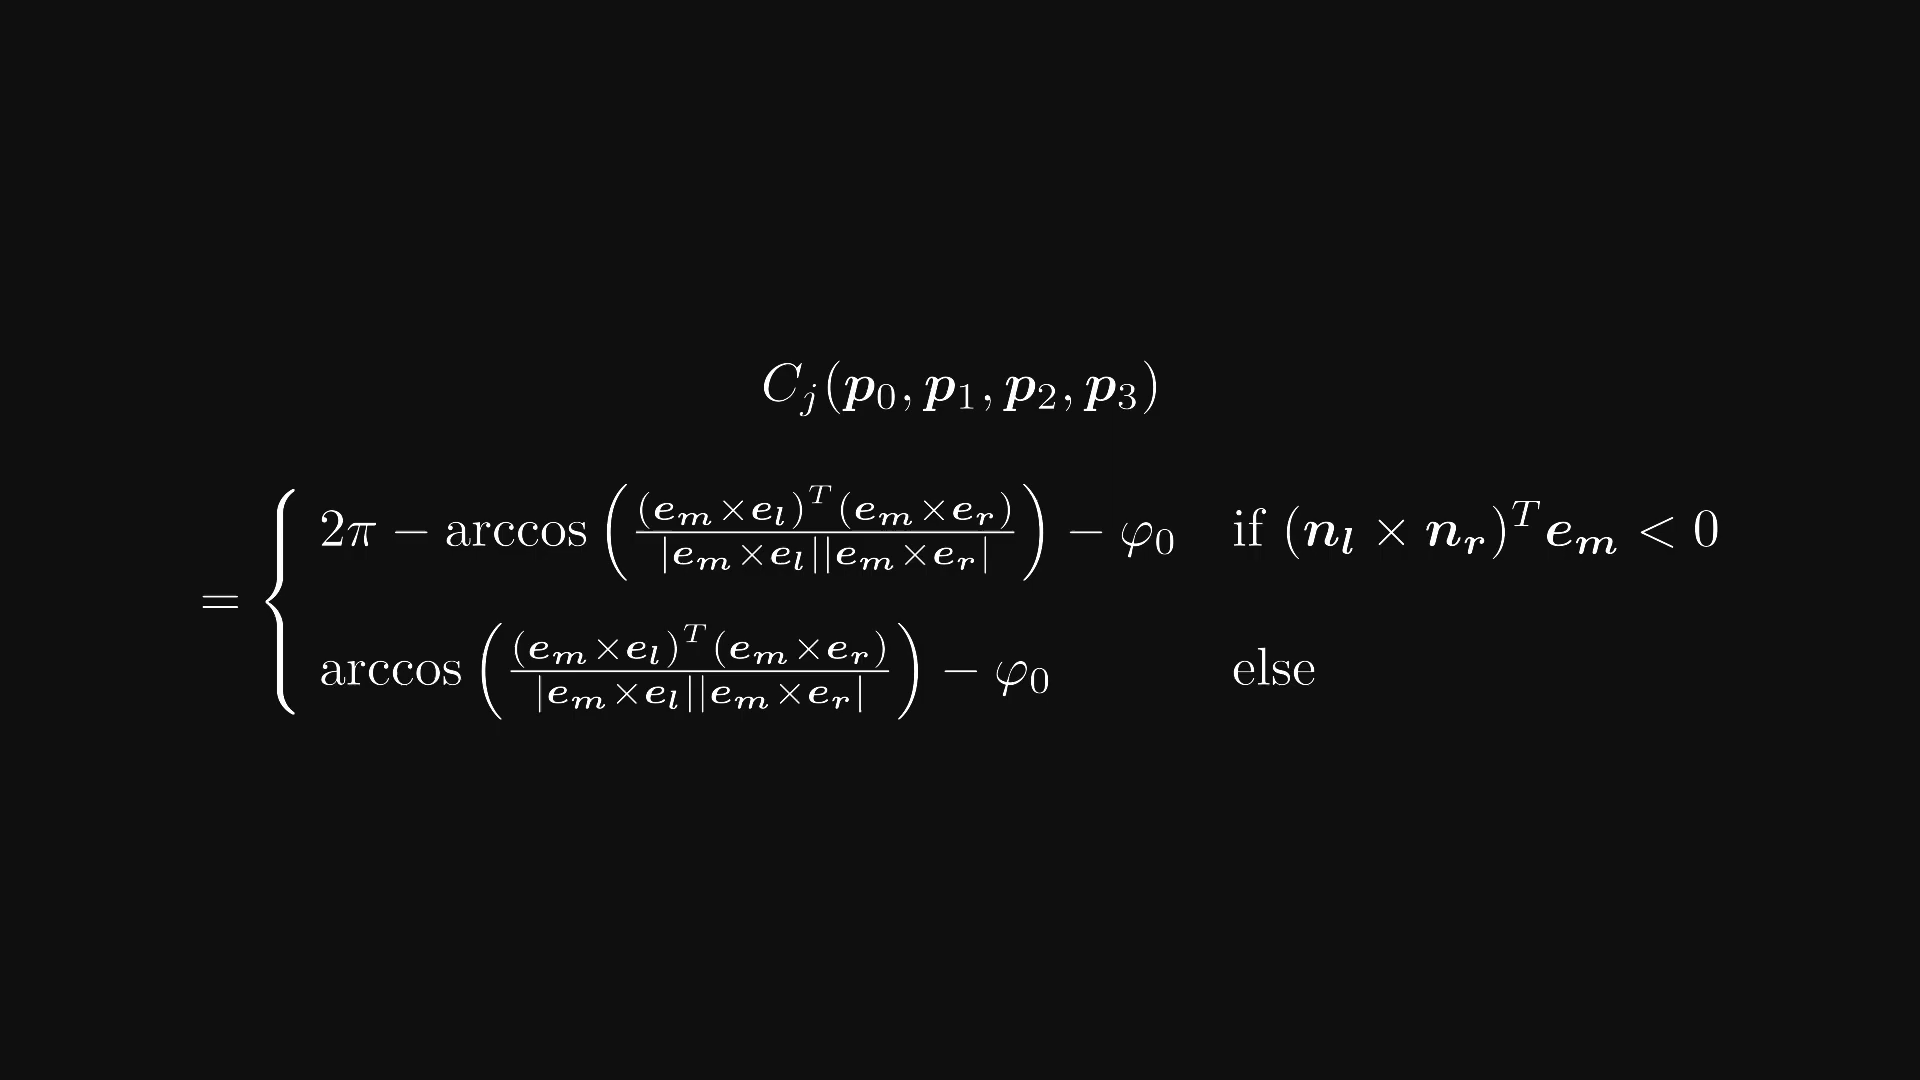 C_j(p_0, p_1, p_2, p_3)
= { 2π − arccos( (e_m × e_l)^T (e_m × e_r) / |e_m × e_l||e_m × e_r| ) − φ_0 if (n_l × n_r)^T e_m < 0
arccos( (e_m × e_l)^T (e_m × e_r) / |e_m × e_l||e_m × e_r| ) − φ_0 else